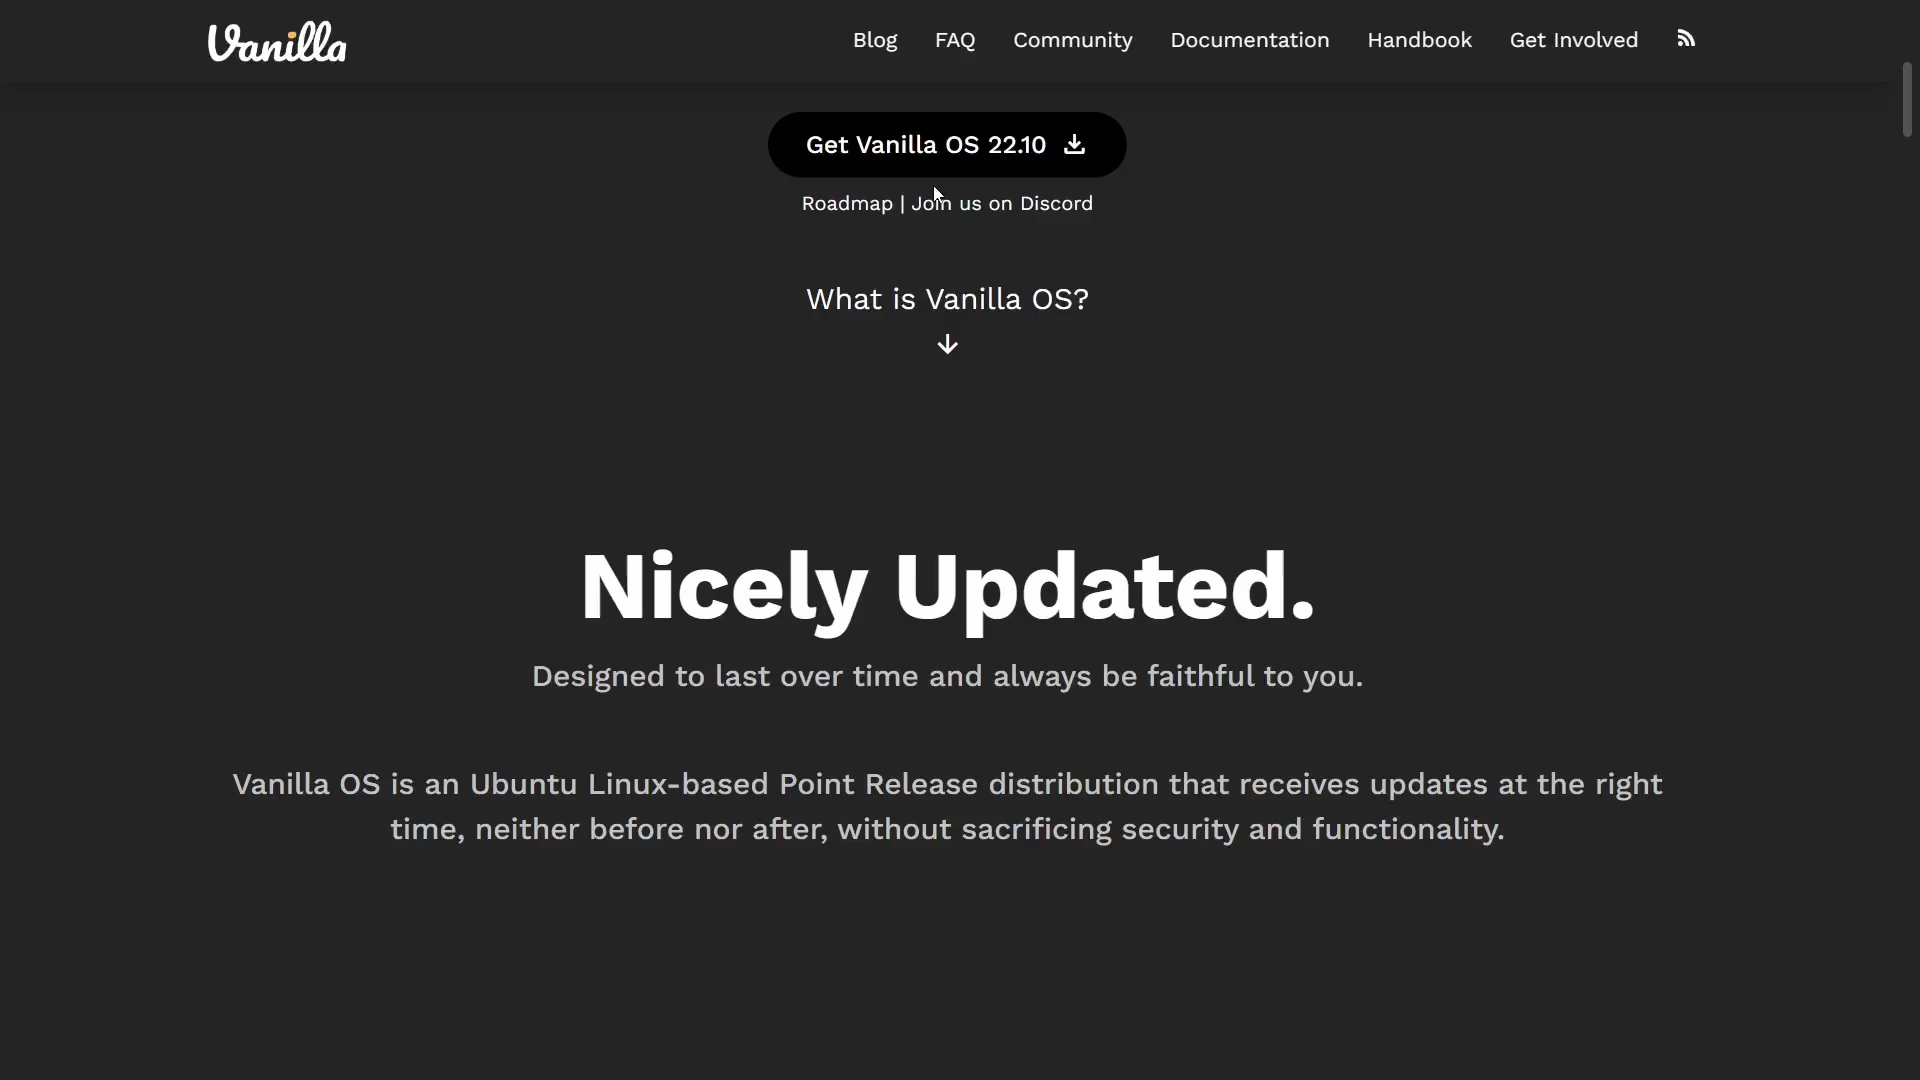 Vanilla
Blog FAQ Community Documentation Handbook Get Involved
Get Vanilla OS 22.10
Roadmap | Join us on Discord
What is Vanilla OS?
Nicely Updated.
Designed to last over time and always be faithful to you.
Vanilla OS is an Ubuntu Linux-based Point Release distribution that receives updates at the right
time, neither before nor after, without sacrificing security and functionality.